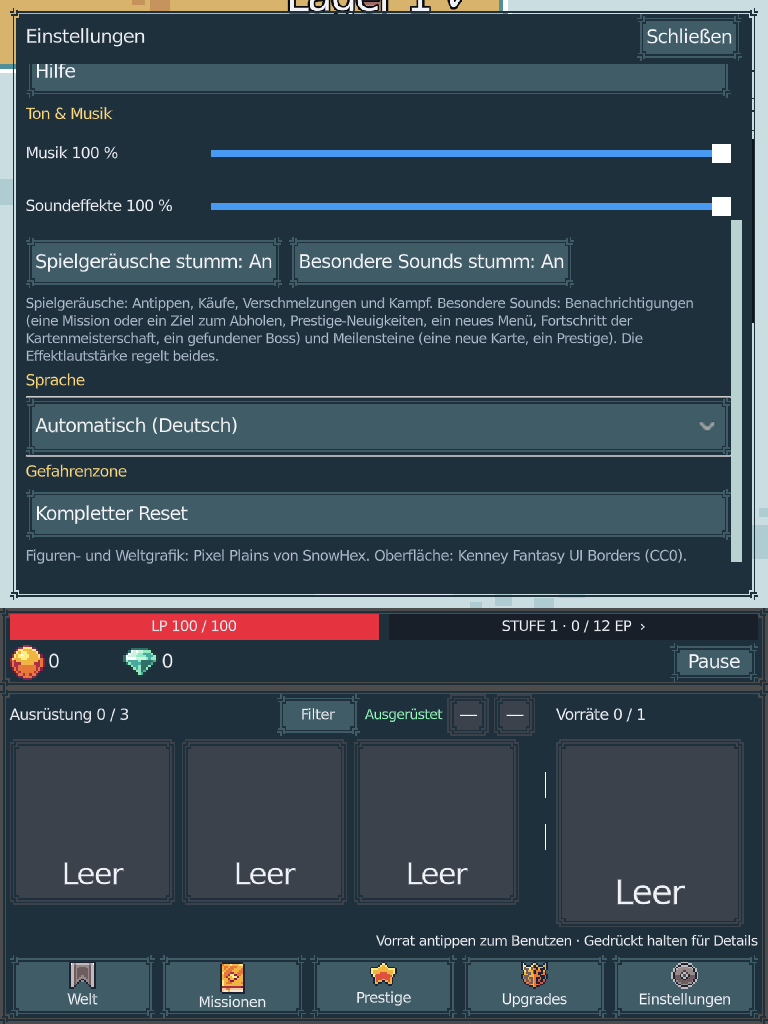 Lager 1
Einstellungen
Schließen
Hilfe
Ton & Musik
Musik 100 %
Soundeffekte 100 %
Spielgeräusche stumm: An
Besondere Sounds stumm: An
Spielgeräusche: Antippen, Käufe, Verschmelzungen und Kampf. Besondere Sounds: Benachrichtigungen
(eine Mission oder ein Ziel zum Abholen, Prestige-Neuigkeiten, ein neues Menü, Fortschritt der
Kartenmeisterschaft, ein gefundener Boss) und Meilensteine (eine neue Karte, ein Prestige). Die
Effektlautstärke regelt beides.
Sprache
Automatisch (Deutsch)
Gefahrenzone
Kompletter Reset
Figuren- und Weltgrafik: Pixel Plains von SnowHex. Oberfläche: Kenney Fantasy UI Borders (CC0).
LP 100 / 100
STUFE 1 · 0 / 12 EP ›
0
0
Pause
Ausrüstung 0 / 3
Filter
Ausgerüstet
—
—
Vorräte 0 / 1
Leer
Leer
Leer
Leer
Vorrat antippen zum Benutzen · Gedrückt halten für Details
Welt
Missionen
Prestige
Upgrades
Einstellungen